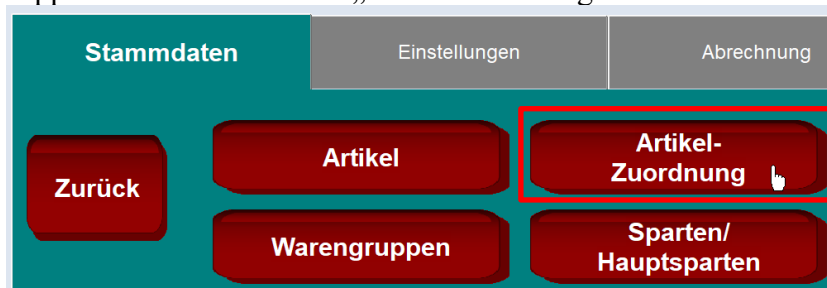 Stammdaten Einstellungen Abrechnung
Artikel Artikel-
Zurück Zuordnung
Warengruppen Sparten/
Hauptsparten